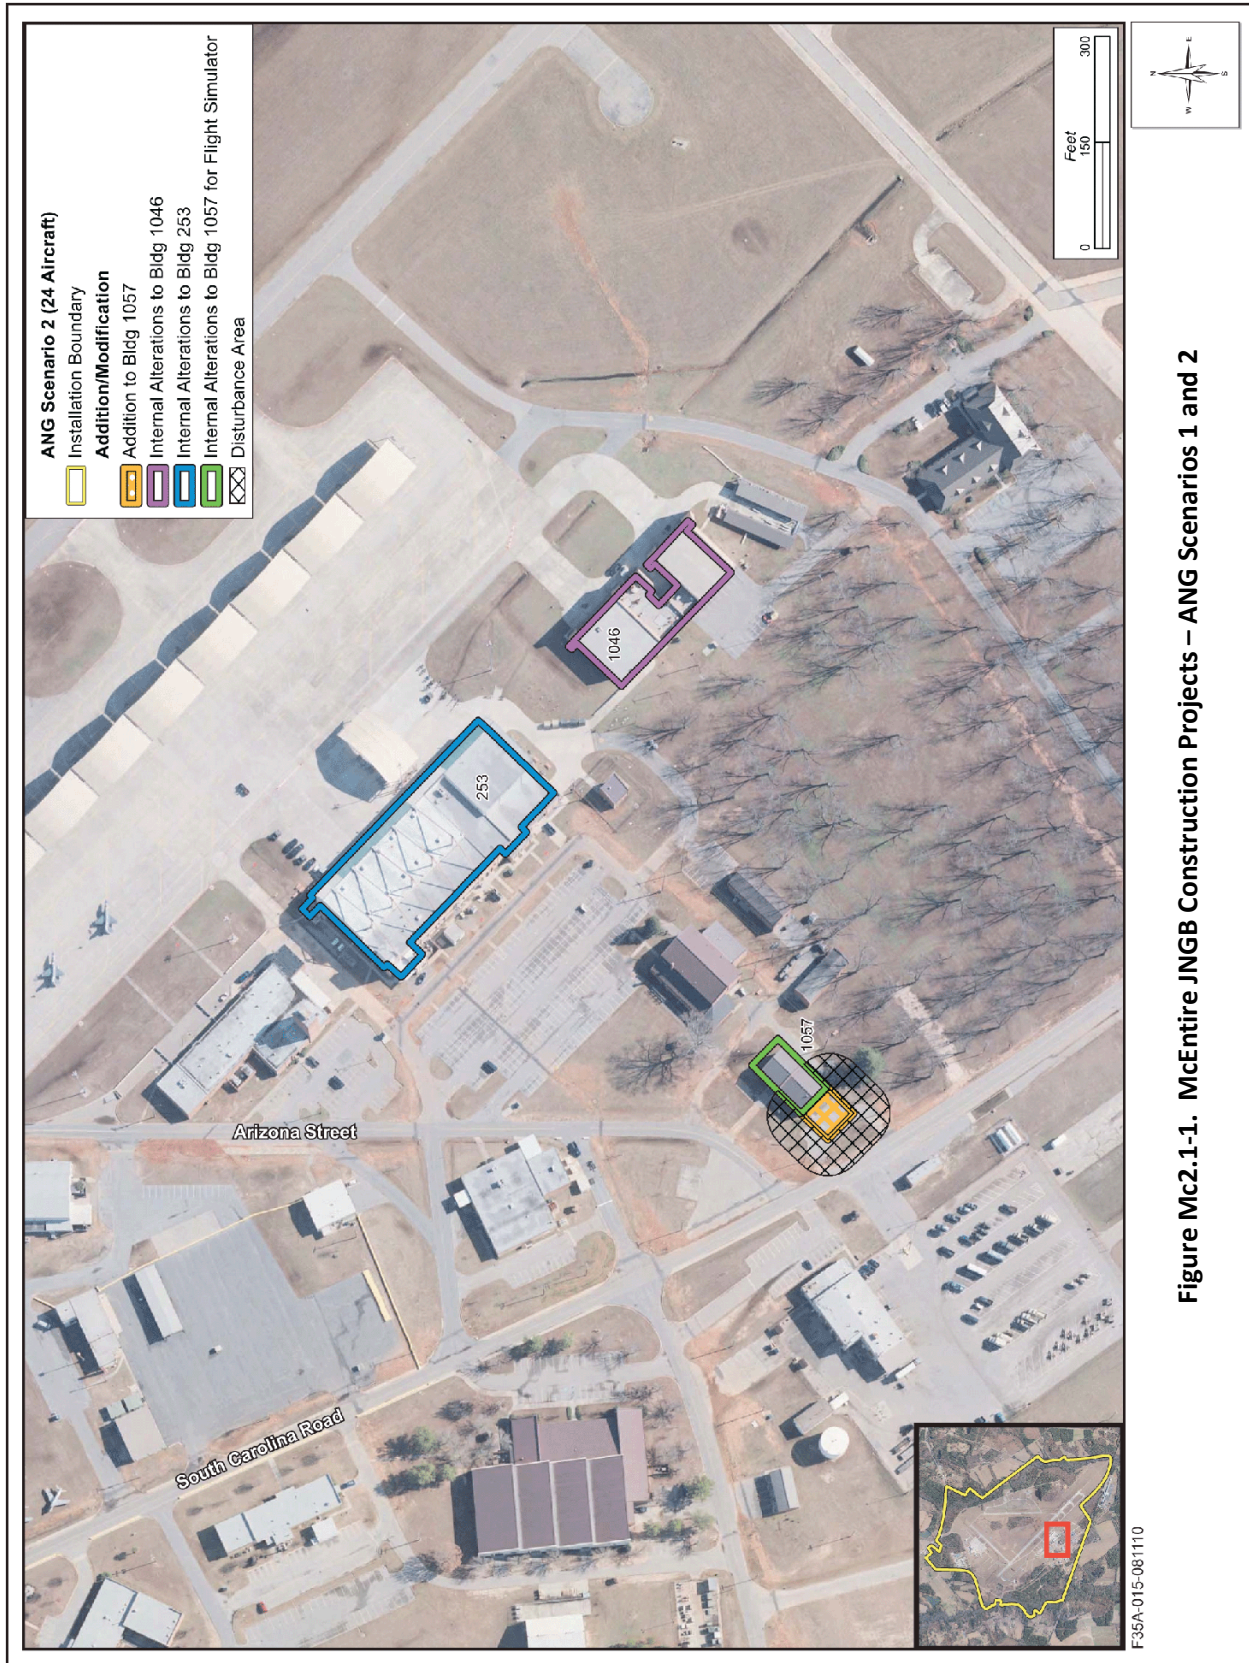 ANG Scenario 2 (24 Aircraft)
Installation Boundary
Addition/Modification
Addition to Bldg 1057
Internal Alterations to Bldg 1046
Internal Alterations to Bldg 253
Internal Alterations to Bldg 1057 for Flight Simulator
Disturbance Area
253
1046
1057
Arizona Street
South Carolina Road
Feet
0 150 300
N
W E
S
F35A-015-081110
Figure Mc2.1-1. McEntire JNGB Construction Projects – ANG Scenarios 1 and 2